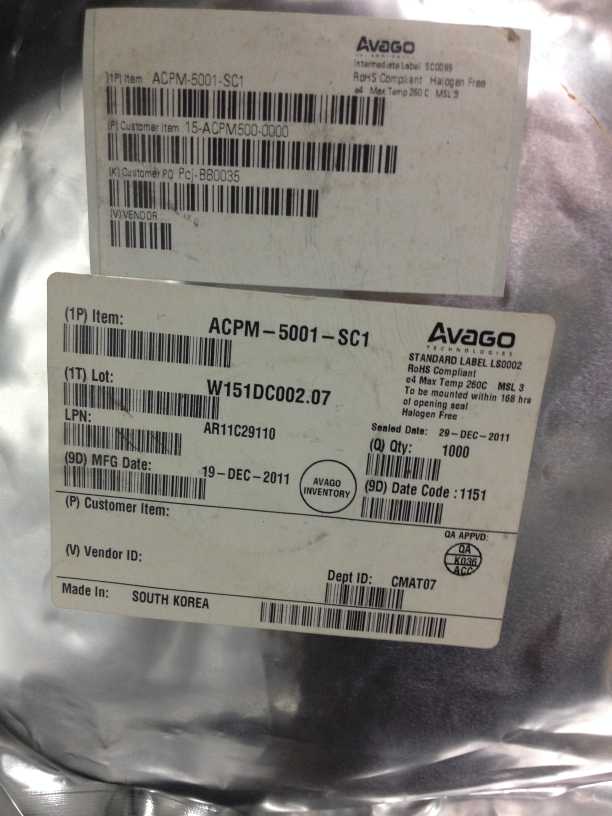 AVAGO
Intermediate Label SC0099
(1P) Item ACPM-5001-SC1
RoHS Compliant Halogen Free
e4 Max Temp 260 C MSL 3
(P) Customer Item 15-ACPM500-0000
(K) Customer PO Pcj-BB0035
(V) VENDOR
(1P) Item: ACPM-5001-SC1
AVAGO
TECHNOLOGIES
STANDARD LABEL LS0002
RoHS Compliant
e4 Max Temp 260C MSL 3
To be mounted within 168 hrs
of opening seal
Halogen Free
(1T) Lot: W151DC002.07
LPN: AR11C29110
Sealed Date: 29-DEC-2011
(Q) Qty: 1000
(9D) MFG Date: 19-DEC-2011
AVAGO
INVENTORY
(9D) Date Code: 1151
(P) Customer Item:
QA APPVD:
QA
K036
ACC
(V) Vendor ID:
Dept ID: CMAT07
Made In: SOUTH KOREA